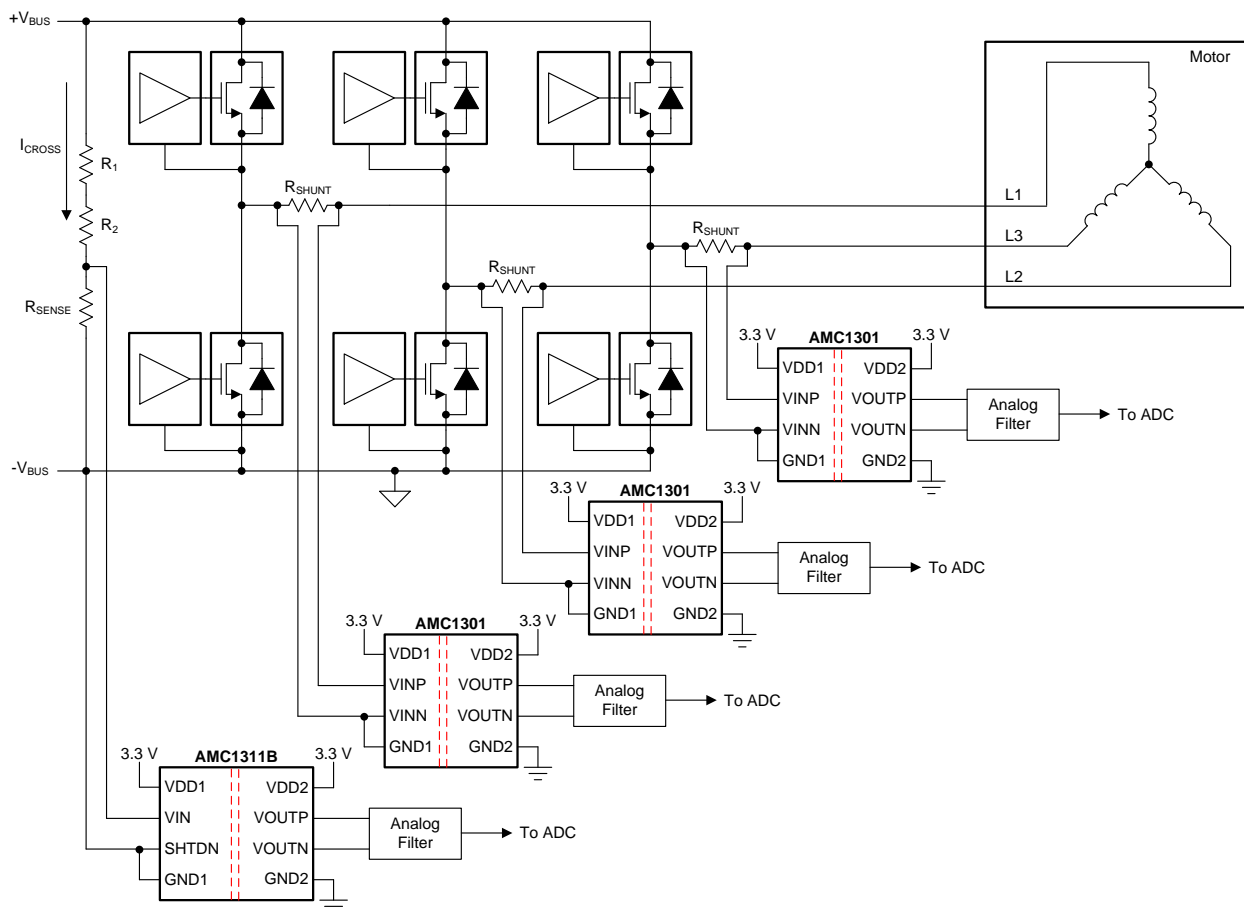 +VBUS
Motor
ICROSS
R1
R2
RSENSE
RSHUNT
RSHUNT
RSHUNT
L1
L3
L2
-VBUS
AMC1301
3.3 V
3.3 V
VDD1
VDD2
VINP
VOUTP
VINN
VOUTN
GND1
GND2
Analog
Filter
To ADC
AMC1301
3.3 V
3.3 V
VDD1
VDD2
VINP
VOUTP
VINN
VOUTN
GND1
GND2
Analog
Filter
To ADC
AMC1301
3.3 V
3.3 V
VDD1
VDD2
VINP
VOUTP
VINN
VOUTN
GND1
GND2
Analog
Filter
To ADC
AMC1311B
3.3 V
3.3 V
VDD1
VDD2
VIN
VOUTP
SHTDN
VOUTN
GND1
GND2
Analog
Filter
To ADC